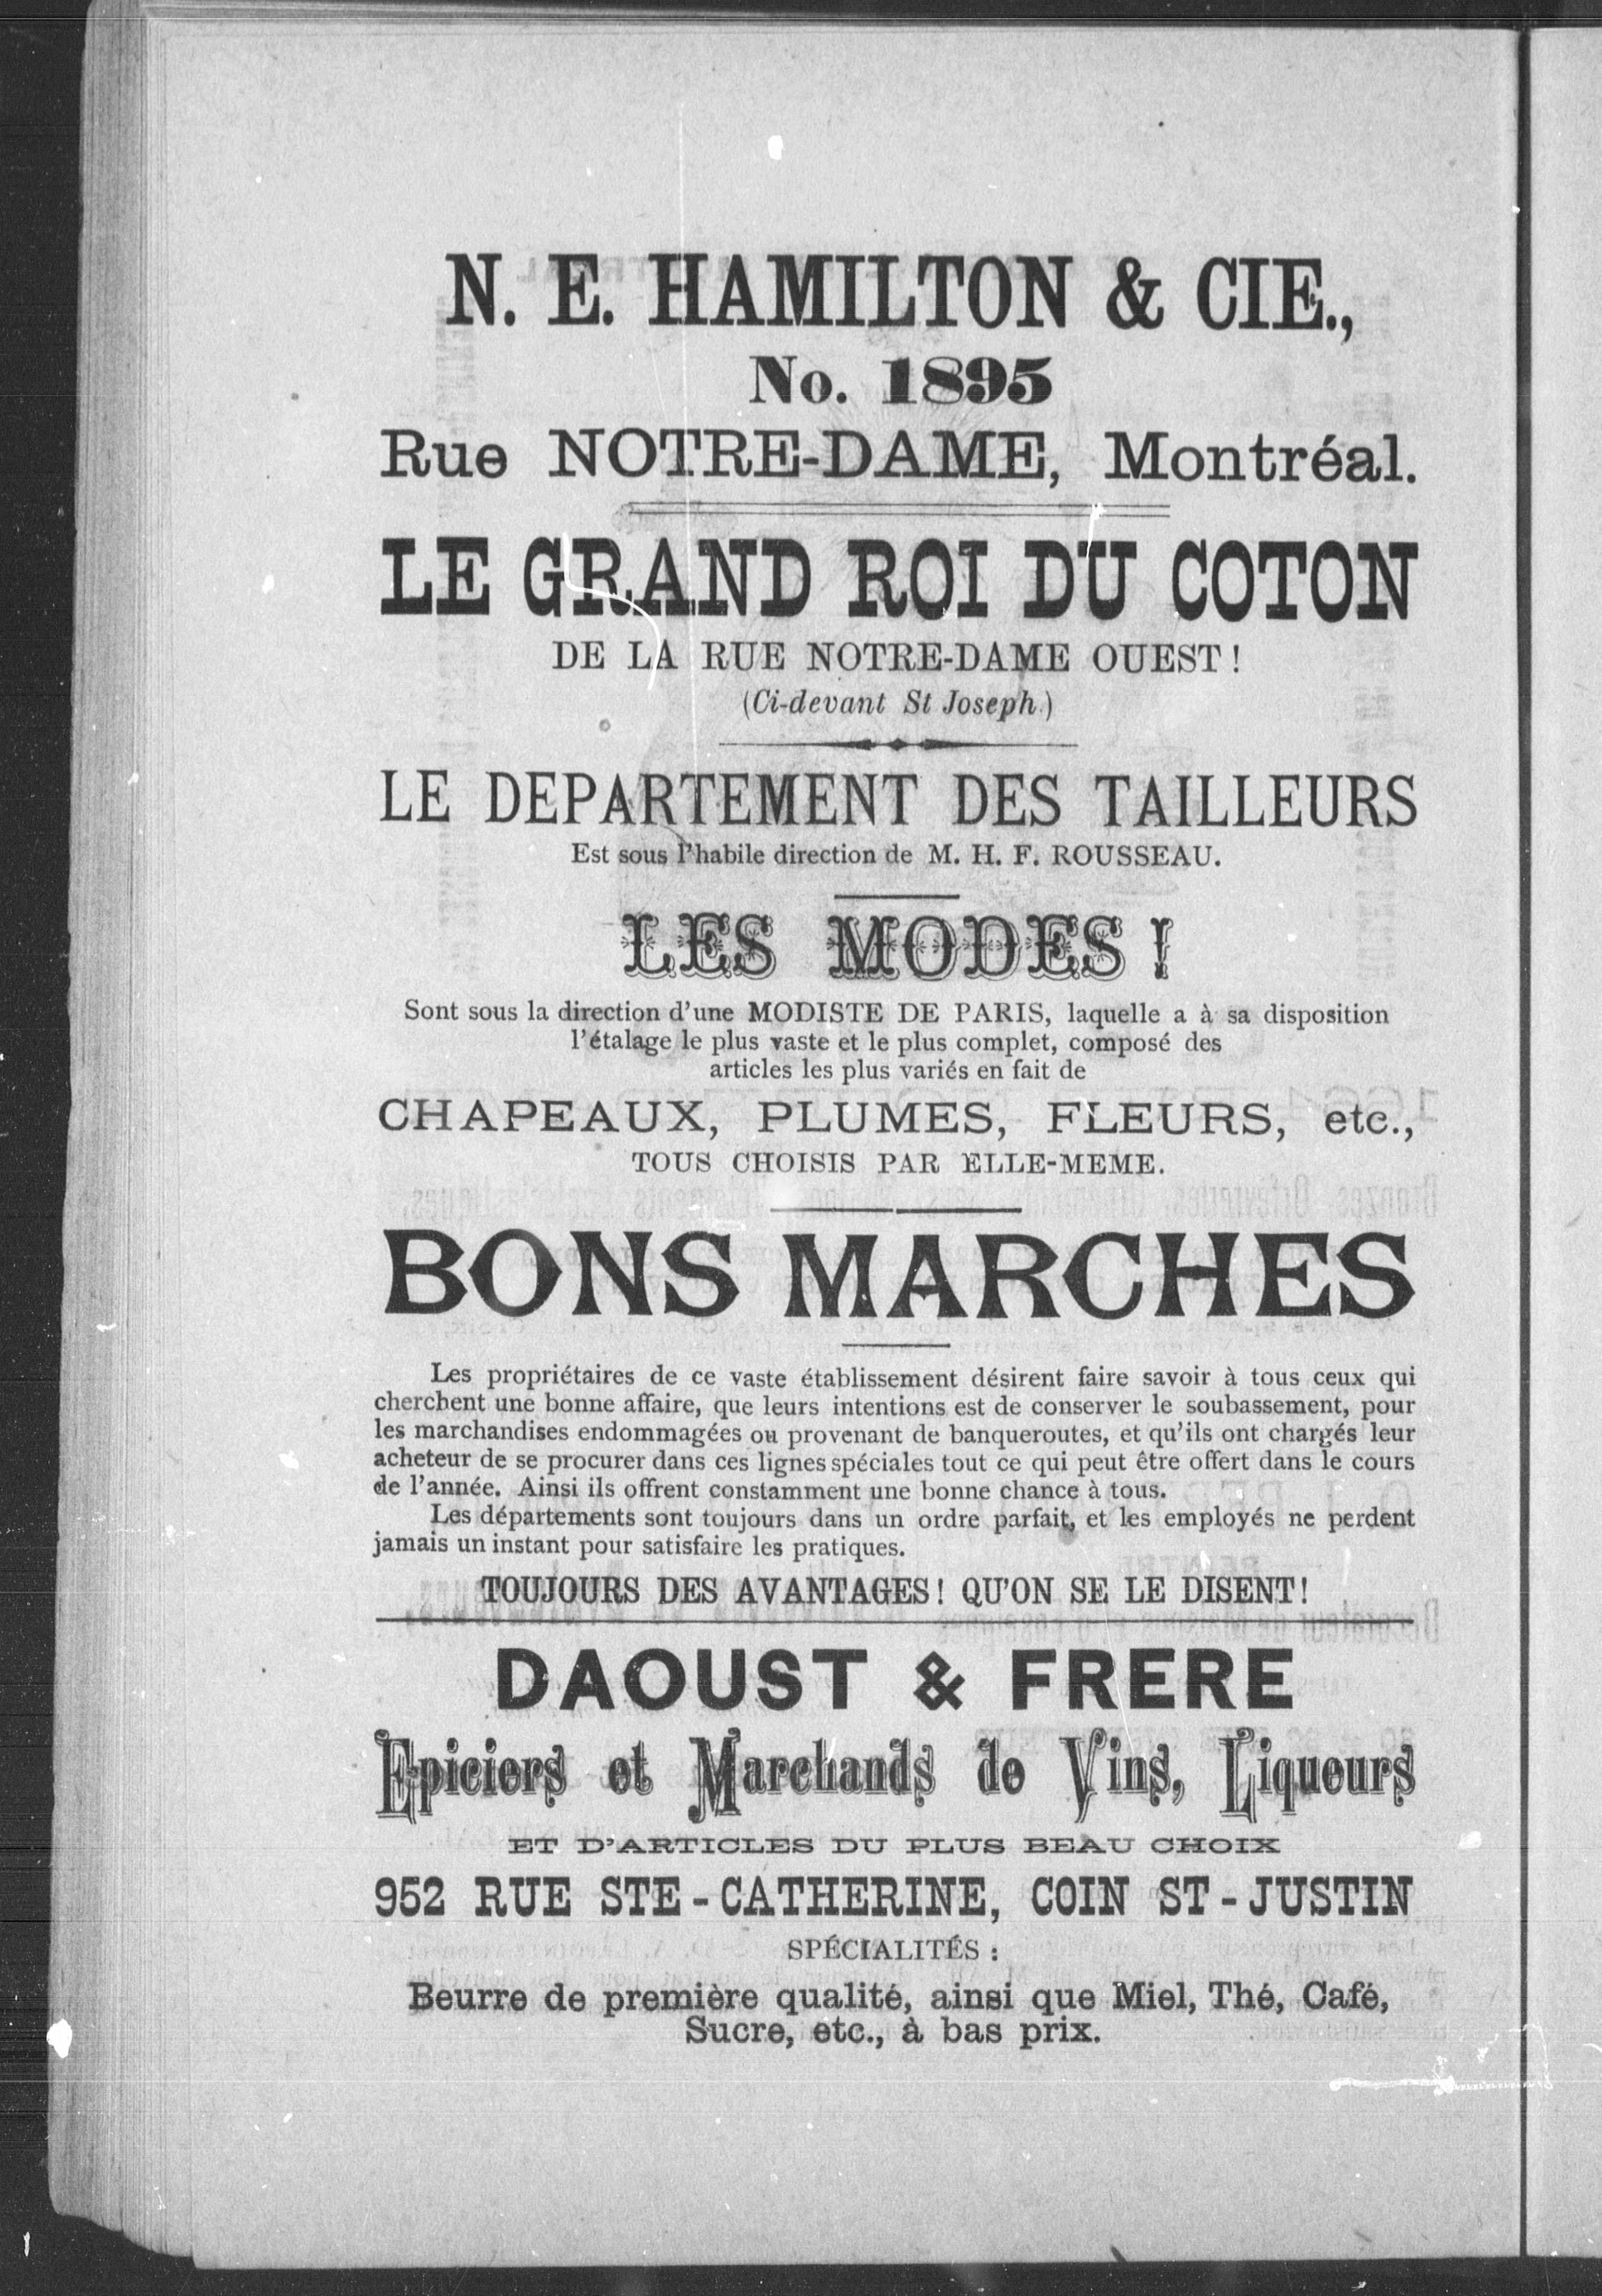 N. E. HAMILTON & CIE.,
No. 1895
Rue NOTRE-DAME, Montréal.
LE GRAND ROI DU COTON
DE LA RUE NOTRE-DAME OUEST!
(Ci-devant St Joseph.)
LE DEPARTEMENT DES TAILLEURS
Est sous l'habile direction de M. H. F. ROUSSEAU.
LES MODES!
Sont sous la direction d'une MODISTE DE PARIS, laquelle a à sa disposition
l'étalage le plus vaste et le plus complet, composé des
articles les plus variés en fait de
CHAPEAUX, PLUMES, FLEURS, etc.,
TOUS CHOISIS PAR ELLE-MEME.
BONS MARCHES
Les propriétaires de ce vaste établissement désirent faire savoir à tous ceux qui
cherchent une bonne affaire, que leurs intentions est de conserver le soubassement, pour
les marchandises endommagées ou provenant de banqueroutes, et qu'ils ont chargés leur
acheteur de se procurer dans ces lignes spéciales tout ce qui peut être offert dans le cours
de l'année. Ainsi ils offrent constamment une bonne chance à tous.
Les départements sont toujours dans un ordre parfait, et les employés ne perdent
jamais un instant pour satisfaire les pratiques.
TOUJOURS DES AVANTAGES! QU'ON SE LE DISENT!
DAOUST & FRERE
Epiciers et Marchands de Vins, Liqueurs
ET D'ARTICLES DU PLUS BEAU CHOIX
952 RUE STE-CATHERINE, COIN ST-JUSTIN
SPÉCIALITÉS:
Beurre de première qualité, ainsi que Miel, Thé, Café,
Sucre, etc., à bas prix.